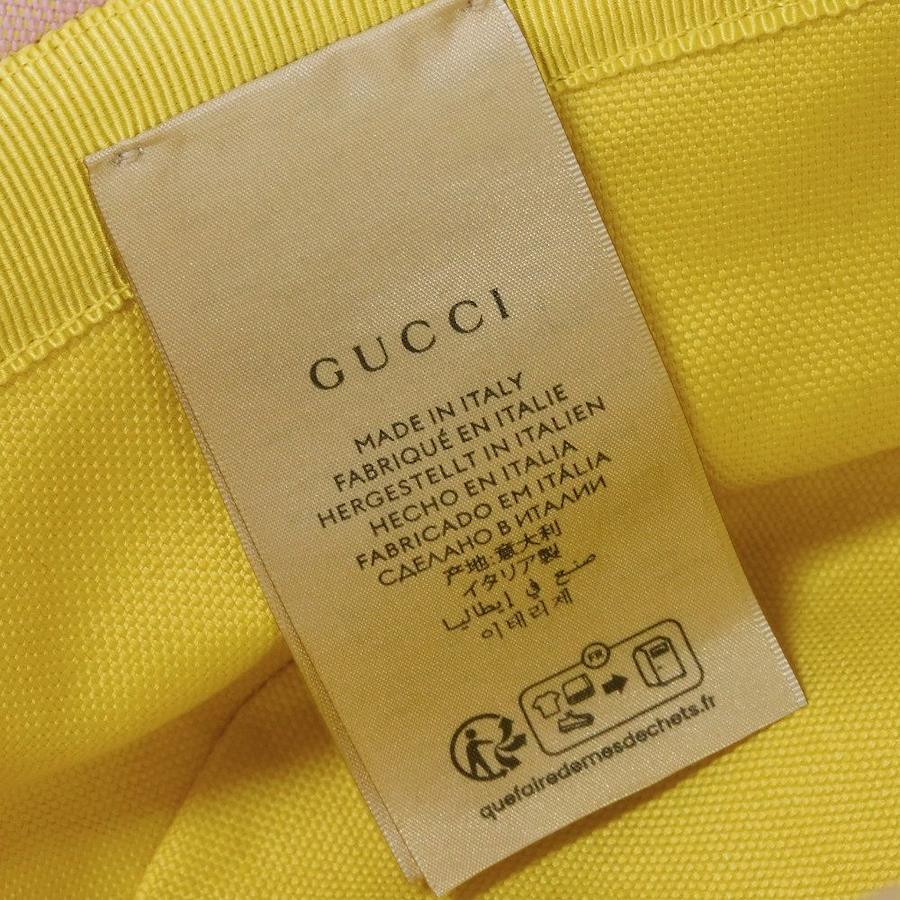 GUCCI
MADE IN ITALY
FABRIQUÉ EN ITALIE
HERGESTELLT IN ITALIEN
HECHO EN ITALIA
FABRICADO EM ITÁLIA
СДЕЛАНО В ИТАЛИИ
产地:意大利
イタリア製
صنع في إيطاليا
이태리제
FR
quefairedemesdechets.fr